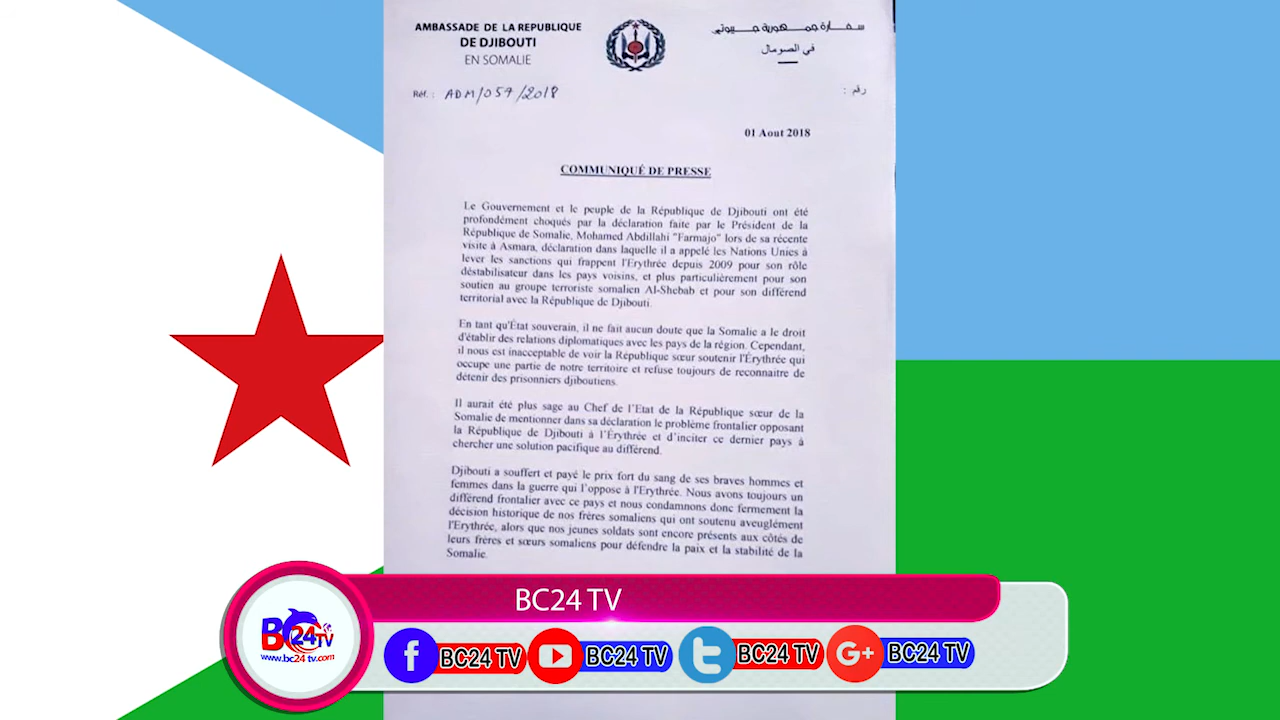 AMBASSADE DE LA REPUBLIQUE
DE DJIBOUTI
EN SOMALIE
سفارة جمهورية جيبوتي
في الصومال
Réf. : ADM/057/2018
رقم :
01 Aout 2018
COMMUNIQUÉ DE PRESSE
Le Gouvernement et le peuple de la République de Djibouti ont été
profondément choqués par la déclaration faite par le Président de la
République de Somalie, Mohamed Abdillahi "Farmajo" lors de sa récente
visite à Asmara, déclaration dans laquelle il a appelé les Nations Unies à
lever les sanctions qui frappent l'Erythrée depuis 2009 pour son rôle
déstabilisateur dans les pays voisins, et plus particulièrement pour son
soutien au groupe terroriste somalien Al-Shebab et pour son différend
territorial avec la République de Djibouti.
En tant qu'État souverain, il ne fait aucun doute que la Somalie a le droit
d'établir des relations diplomatiques avec les pays de la région. Cependant,
il nous est inacceptable de voir la République sœur soutenir l'Érythrée qui
occupe une partie de notre territoire et refuse toujours de reconnaitre de
détenir des prisonniers djiboutiens.
Il aurait été plus sage au Chef de l'Etat de la République sœur de la
Somalie de mentionner dans sa déclaration le problème frontalier opposant
la République de Djibouti à l'Érythrée et d'inciter ce dernier pays à
chercher une solution pacifique au différend.
Djibouti a souffert et payé le prix fort du sang de ses braves hommes et
femmes dans la guerre qui l'oppose à l'Erythrée. Nous avons toujours un
différend frontalier avec ce pays et nous condamnons donc fermement la
décision historique de nos frères somaliens qui ont soutenu aveuglément
l'Erythrée, alors que nos jeunes soldats sont encore présents aux côtés de
leurs frères et sœurs somaliens pour défendre la paix et la stabilité de la
Somalie.
BC24 TV
BC24TV
www.bc24 tv.com
BC24 TV BC24 TV BC24 TV G+ BC24 TV